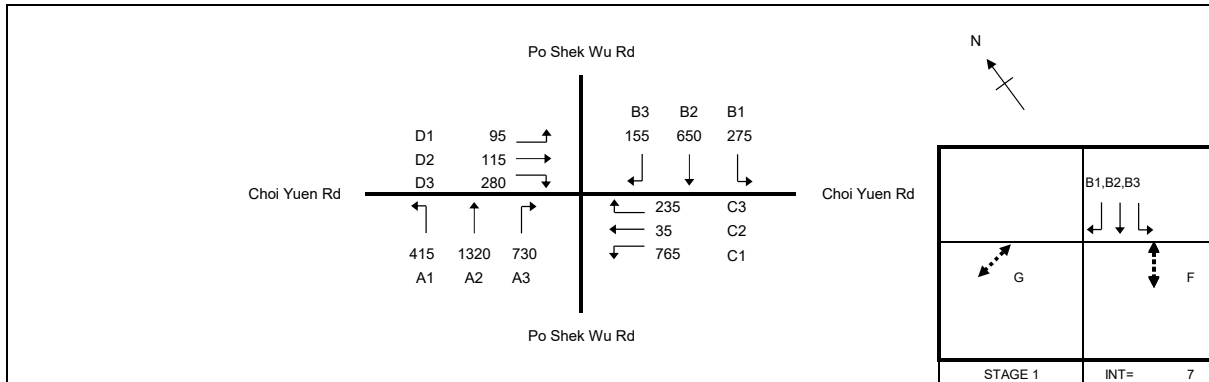 Po Shek Wu Rd
N
B3 B2 B1
D1 95 155 650 275
D2 115
D3 280
B1,B2,B3
Choi Yuen Rd Choi Yuen Rd
235 C3
35 C2
415 1320 730 765 C1
A1 A2 A3
G F
Po Shek Wu Rd
STAGE 1 INT= 7